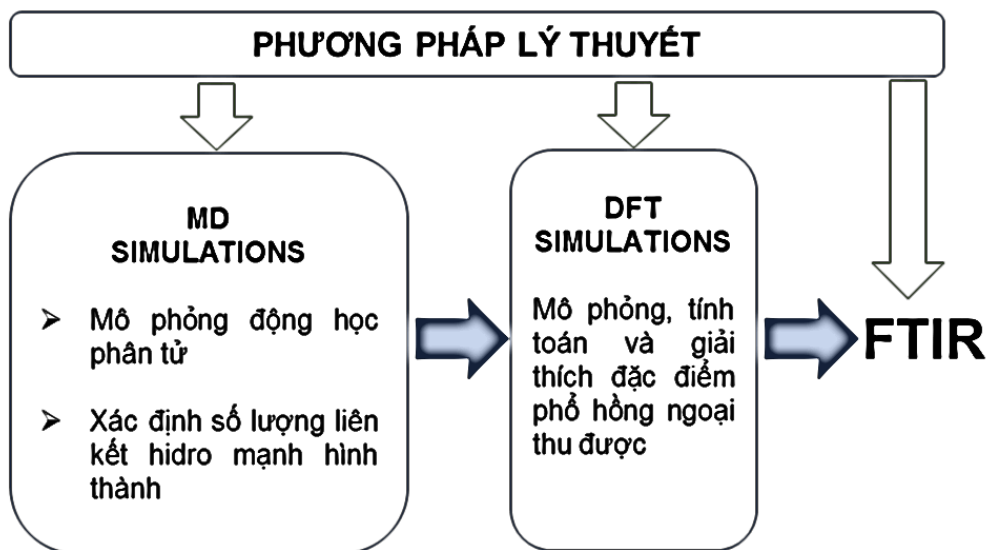 PHƯƠNG PHÁP LÝ THUYẾT
MD
SIMULATIONS
➢ Mô phỏng động học
phân tử
➢ Xác định số lượng liên
kết hidro mạnh hình
thành
DFT
SIMULATIONS
Mô phỏng, tính
toán và giải
thích đặc điểm
phổ hồng ngoại
thu được
FTIR